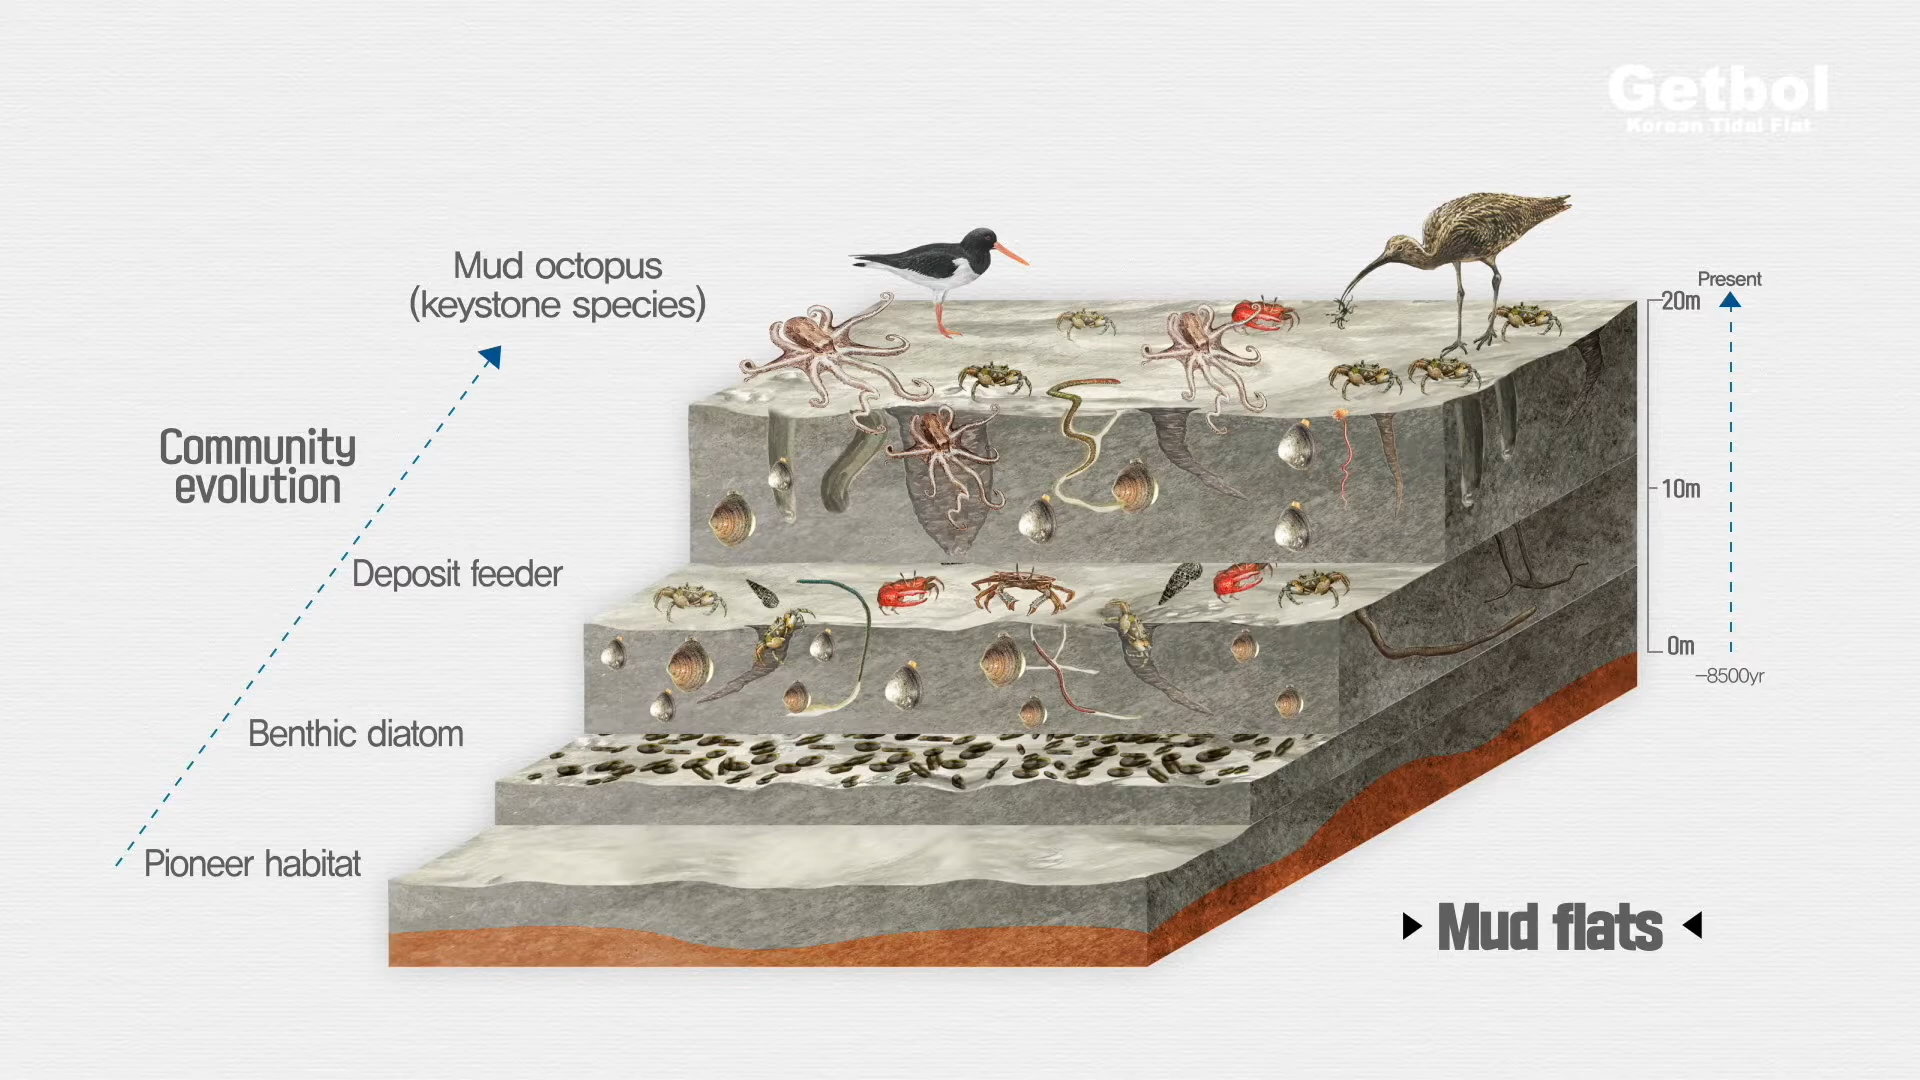 Getbol
Korean Tidal Flat
Mud octopus
(keystone species)
Present
20m
Community
evolution
10m
Deposit feeder
0m
–8500yr
Benthic diatom
Pioneer habitat
Mud flats